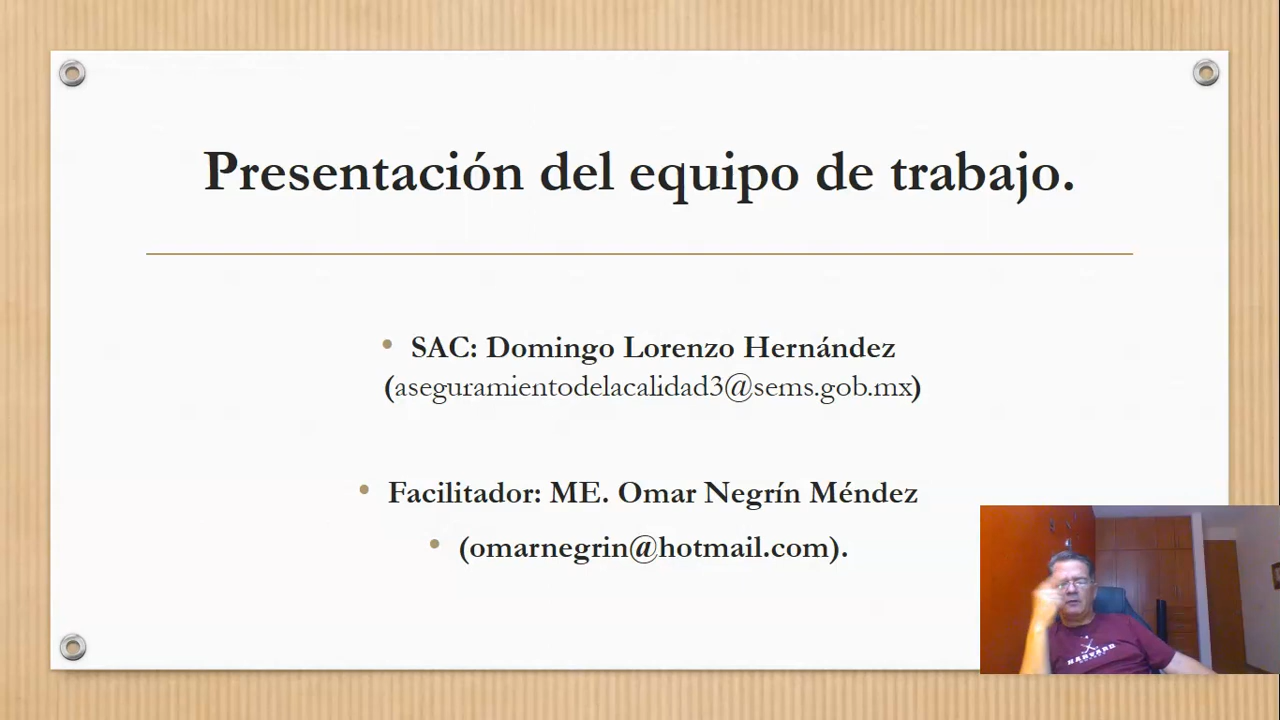 Presentación del equipo de trabajo.
• SAC: Domingo Lorenzo Hernández
(aseguramientodelacalidad3@sems.gob.mx)
• Facilitador: ME. Omar Negrín Méndez
• (omarnegrin@hotmail.com).
HARVARD